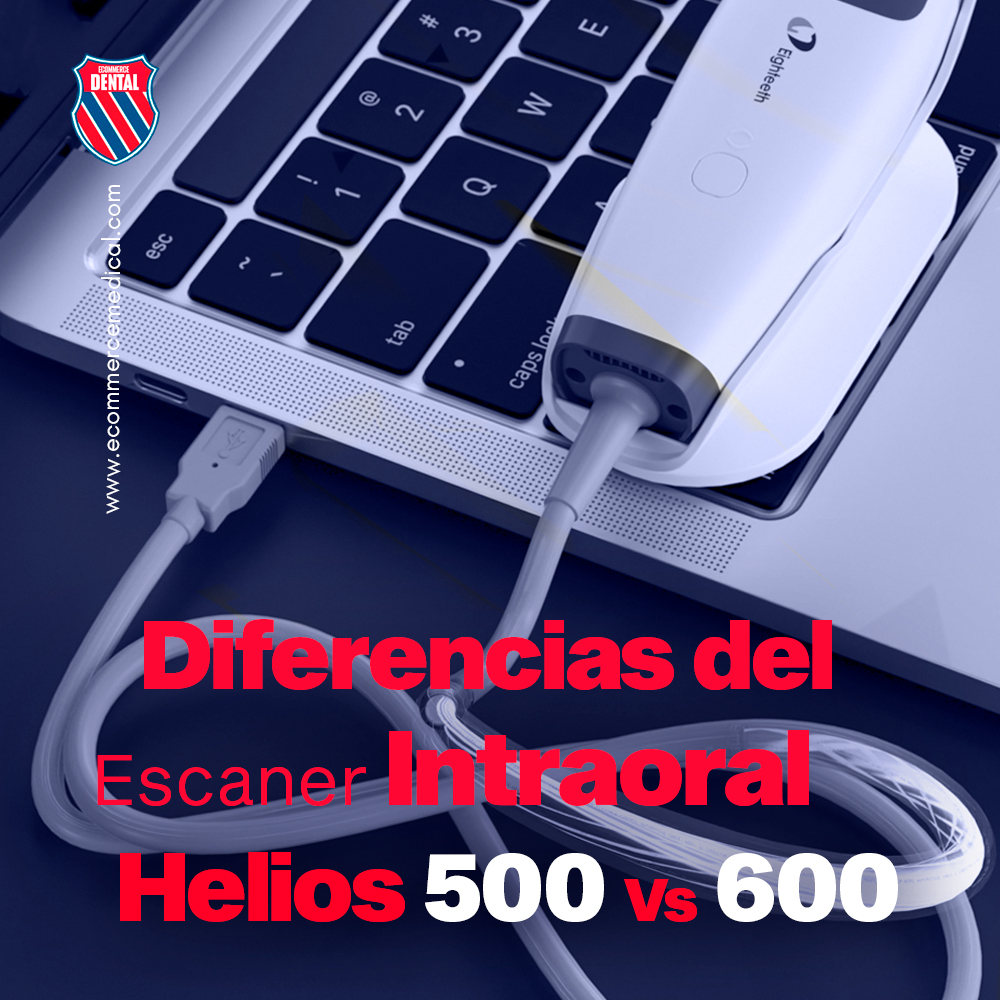 ECOMMERCE
DENTAL
www.ecommercemedical.com
Eighteeth
# 3
E
@ 2
W
! 1
Q
A
esc
~ `
tab
caps lock
Diferencias del
Escaner Intraoral
Helios 500 Vs 600